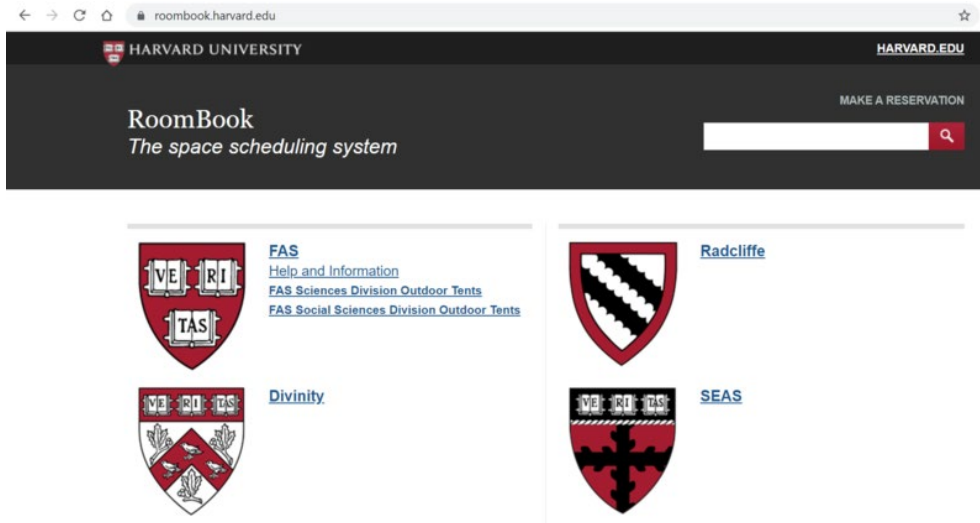 roombook.harvard.edu
HARVARD UNIVERSITY
HARVARD.EDU
MAKE A RESERVATION
RoomBook
The space scheduling system
FAS
Help and Information
FAS Sciences Division Outdoor Tents
FAS Social Sciences Division Outdoor Tents
VE RI
TAS
Radcliffe
Divinity
VE RI TAS
SEAS
VE RI TAS